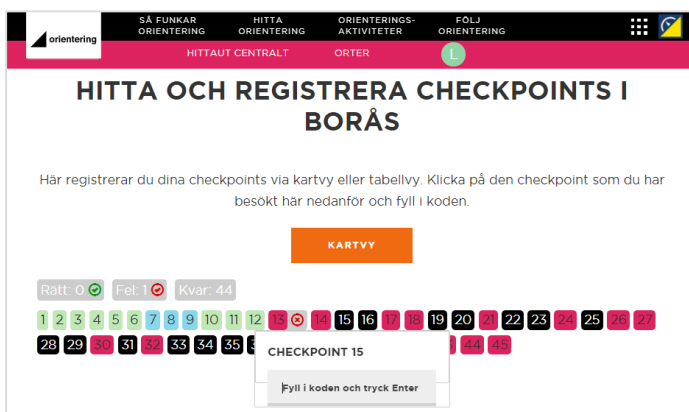 orientering
SÅ FUNKAR
ORIENTERING
HITTA
ORIENTERING
ORIENTERINGS-
AKTIVITETER
FÖLJ
ORIENTERING
HITTAUT CENTRALT ORTER L
HITTA OCH REGISTRERA CHECKPOINTS I
BORÅS
Här registrerar du dina checkpoints via kartvy eller tabellvy. Klicka på den checkpoint som du har
besökt här nedanför och fyll i koden.
KARTVY
Rätt: 0 Fel: 1 Kvar: 44
1 2 3 4 5 6 7 8 9 10 11 12 13 14 15 16 17 18 19 20 21 22 23 24 25 26 27
28 29 30 31 32 33 34 35 44 45
CHECKPOINT 15
Fyll i koden och tryck Enter